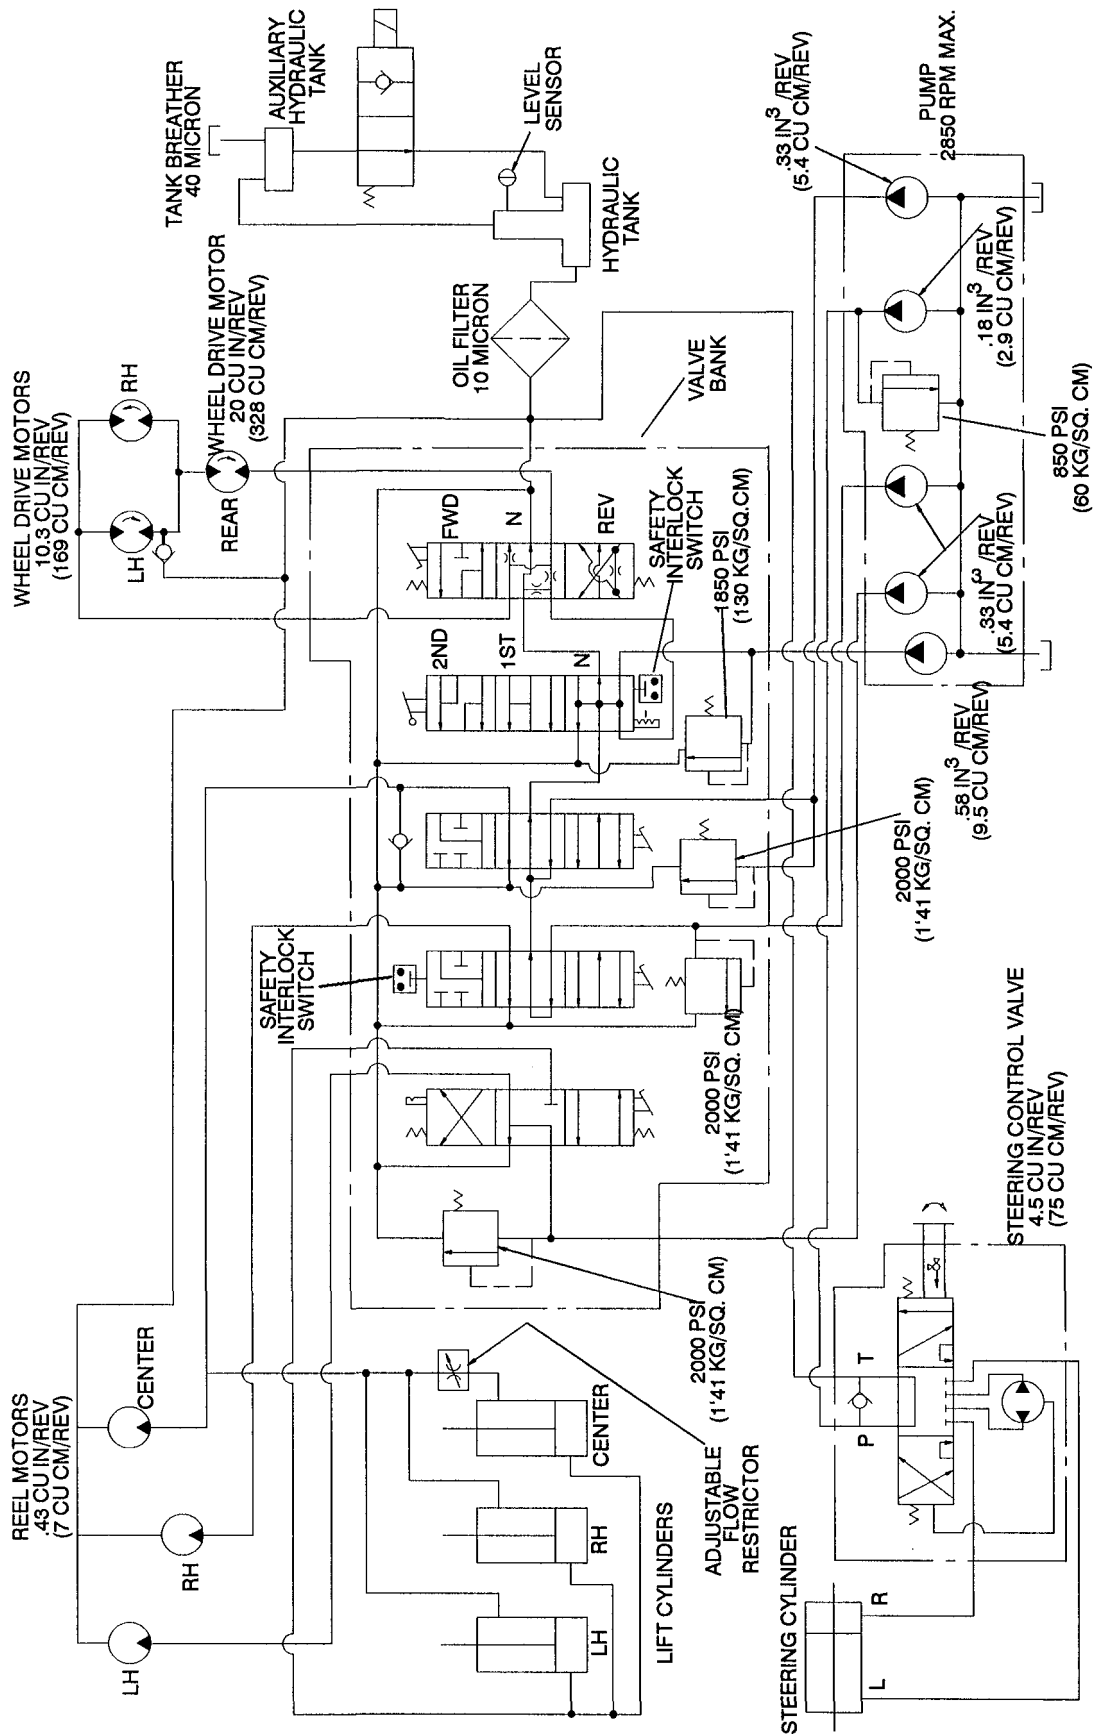 REEL MOTORS
.43 CU IN/REV
(7 CU CM/REV)
LH
RH
CENTER
WHEEL DRIVE MOTORS
10.3 CU IN/REV
(169 CU CM/REV)
LH
RH
REAR
WHEEL DRIVE MOTOR
20 CU IN/REV
(328 CU CM/REV)
TANK BREATHER
40 MICRON
AUXILIARY
HYDRAULIC
TANK
LEVEL
SENSOR
HYDRAULIC
TANK
OIL FILTER
10 MICRON
VALVE
BANK
SAFETY
INTERLOCK
SWITCH
2ND
1ST
N
FWD
N
REV
SAFETY
INTERLOCK
SWITCH
1850 PSI
(130 KG/SQ.CM)
2000 PSI
(1'41 KG/SQ. CM)
2000 PSI
(1'41 KG/SQ. CM)
2000 PSI
(1'41 KG/SQ. CM)
LH
RH
CENTER
LIFT CYLINDERS
ADJUSTABLE
FLOW
RESTRICTOR
STEERING CYLINDER
L
R
P
T
STEERING CONTROL VALVE
4.5 CU IN/REV
(75 CU CM/REV)
.58 IN³ /REV
(9.5 CU CM/REV)
.33 IN³ /REV
(5.4 CU CM/REV)
850 PSI
(60 KG/SQ. CM)
.18 IN³ /REV
(2.9 CU CM/REV)
.33 IN³ /REV
(5.4 CU CM/REV)
PUMP
2850 RPM MAX.